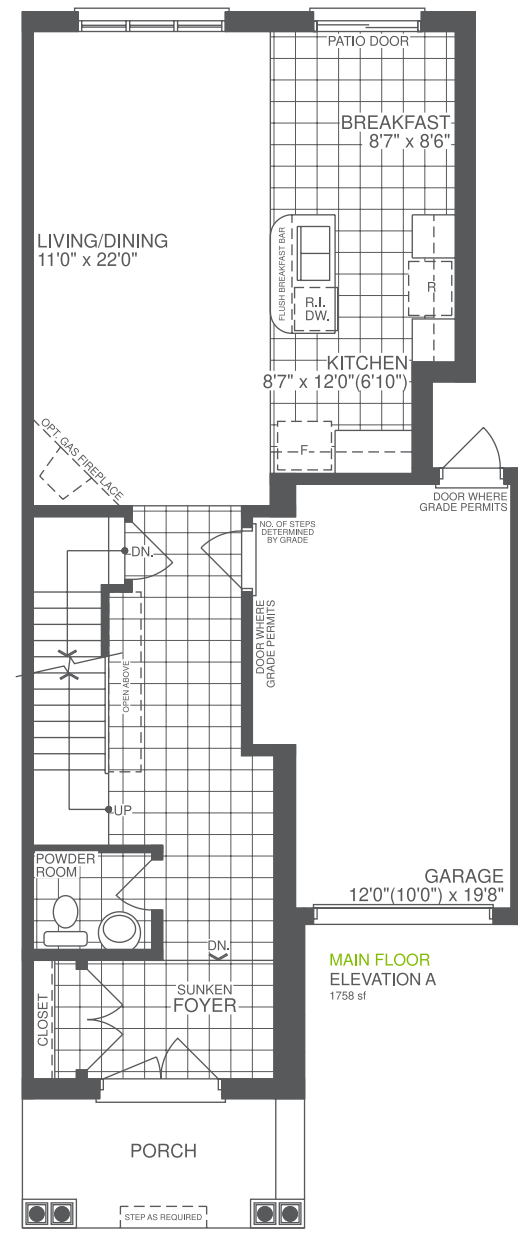 PATIO DOOR
BREAKFAST
8'7" x 8'6"
LIVING/DINING
11'0" x 22'0"
FLUSH BREAKFAST BAR
R.I.
DW.
R
KITCHEN
8'7" x 12'0"(6'10")
OPT. GAS FIREPLACE
F
DOOR WHERE
GRADE PERMITS
NO. OF STEPS
DETERMINED
BY GRADE
DN.
DOOR WHERE
GRADE PERMITS
OPEN ABOVE
UP
POWDER
ROOM
GARAGE
12'0"(10'0") x 19'8"
DN.
MAIN FLOOR
ELEVATION A
1758 sf
SUNKEN
FOYER
CLOSET
PORCH
STEP AS REQUIRED